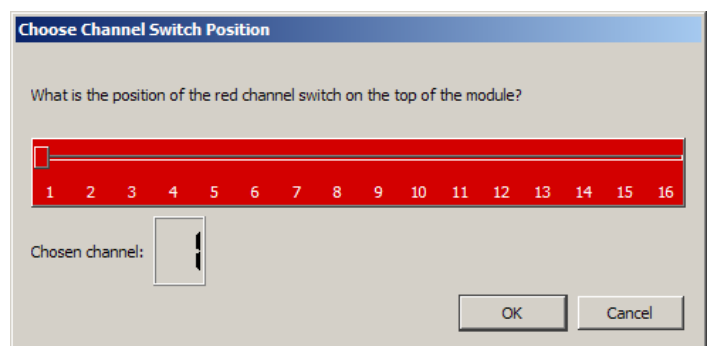 Choose Channel Switch Position
What is the position of the red channel switch on the top of the module?
1 2 3 4 5 6 7 8 9 10 11 12 13 14 15 16
Chosen channel: 1
OK Cancel